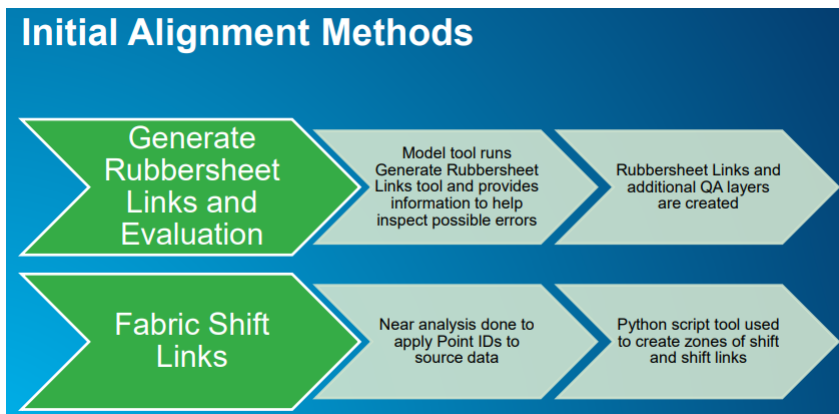 Initial Alignment Methods
Generate
Rubbersheet
Links and
Evaluation
Model tool runs
Generate Rubbersheet
Links tool and provides
information to help
inspect possible errors
Rubbersheet Links and
additional QA layers
are created
Fabric Shift
Links
Near analysis done to
apply Point IDs to
source data
Python script tool used
to create zones of shift
and shift links